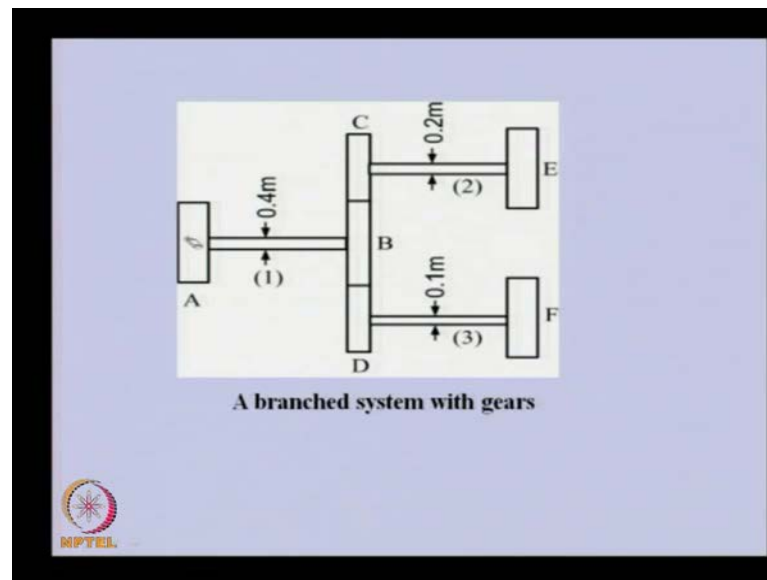 C
0.2m
E
(2)
0.4m
B
(1)
A
0.1m
F
(3)
D
A branched system with gears
NPTEL